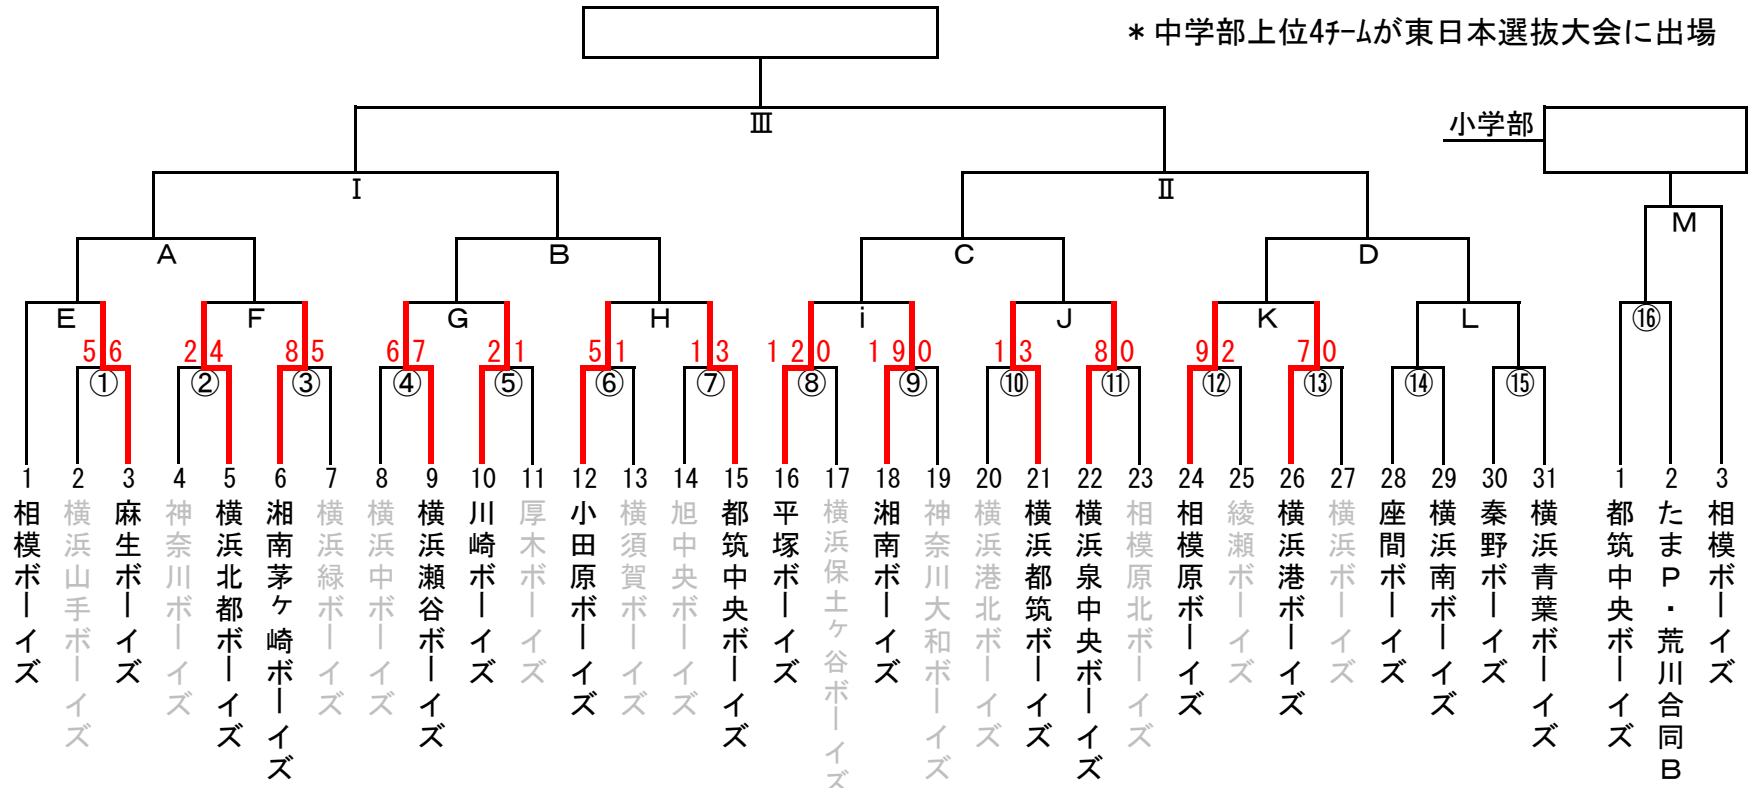 * 中学部上位4ﾁｰﾑが東日本選抜大会に出場
Ⅲ
小学部
Ⅰ
Ⅱ
M
A
B
C
D
E
F
G
H
i
J
K
L
⑯
5 6
2 4
8 5
6 7
2 1
5 1
1 3
1 2 0
1 9 0
1 3
8 0
9 2
7 0
①
②
③
④
⑤
⑥
⑦
⑧
⑨
⑩
⑪
⑫
⑬
⑭
⑮
1 相模ボーイズ
2 横浜山手ボーイズ
3 麻生ボーイズ
4 神奈川ボーイズ
5 横浜北都ボーイズ
6 湘南茅ヶ崎ボーイズ
7 横浜緑ボーイズ
8 横浜中ボーイズ
9 横浜瀬谷ボーイズ
10 川崎ボーイズ
11 厚木ボーイズ
12 小田原ボーイズ
13 横須賀ボーイズ
14 旭中央ボーイズ
15 都筑中央ボーイズ
16 平塚ボーイズ
17 横浜保土ヶ谷ボーイズ
18 湘南ボーイズ
19 神奈川大和ボーイズ
20 横浜港北ボーイズ
21 横浜都筑ボーイズ
22 横浜泉中央ボーイズ
23 相模原北ボーイズ
24 相模原ボーイズ
25 綾瀬ボーイズ
26 横浜港ボーイズ
27 横浜ボーイズ
28 座間ボーイズ
29 横浜南ボーイズ
30 秦野ボーイズ
31 横浜青葉ボーイズ
1 都筑中央ボーイズ
2 たまP・荒川合同B
3 相模ボーイズ